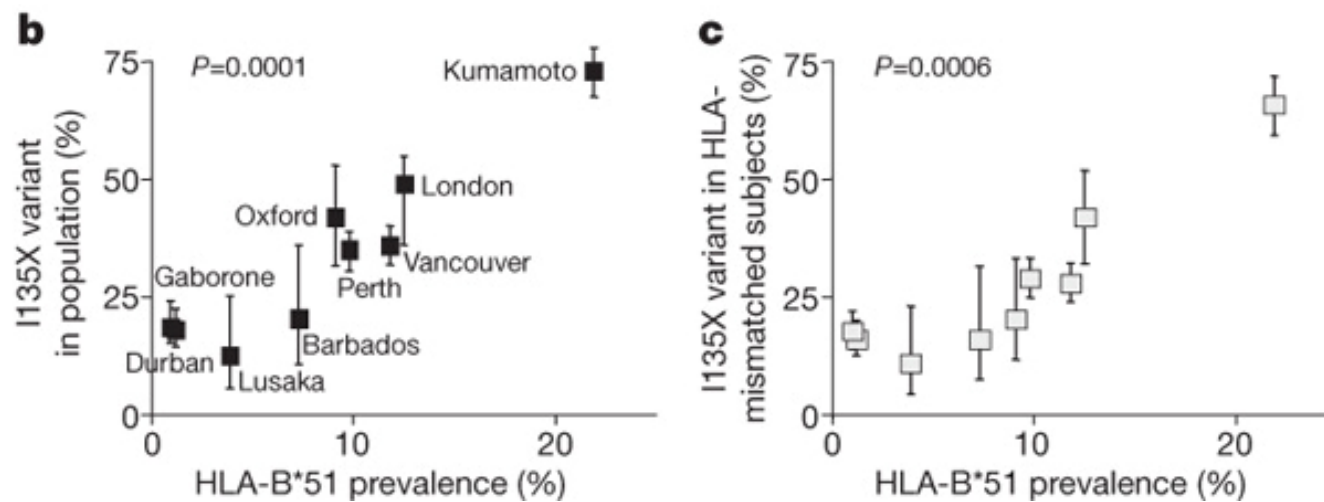 b
I135X variant
in population (%)
P=0.0001
75
50
25
0
0
10
20
HLA-B*51 prevalence (%)
Kumamoto
London
Oxford
Vancouver
Perth
Gaborone
Barbados
Durban
Lusaka
c
I135X variant in HLA-
mismatched subjects (%)
P=0.0006
75
50
25
0
0
10
20
HLA-B*51 prevalence (%)